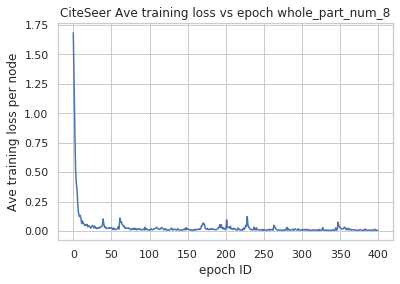 CiteSeer Ave training loss vs epoch whole_part_num_8
Ave training loss per node
1.75
1.50
1.25
1.00
0.75
0.50
0.25
0.00
0 50 100 150 200 250 300 350 400
epoch ID